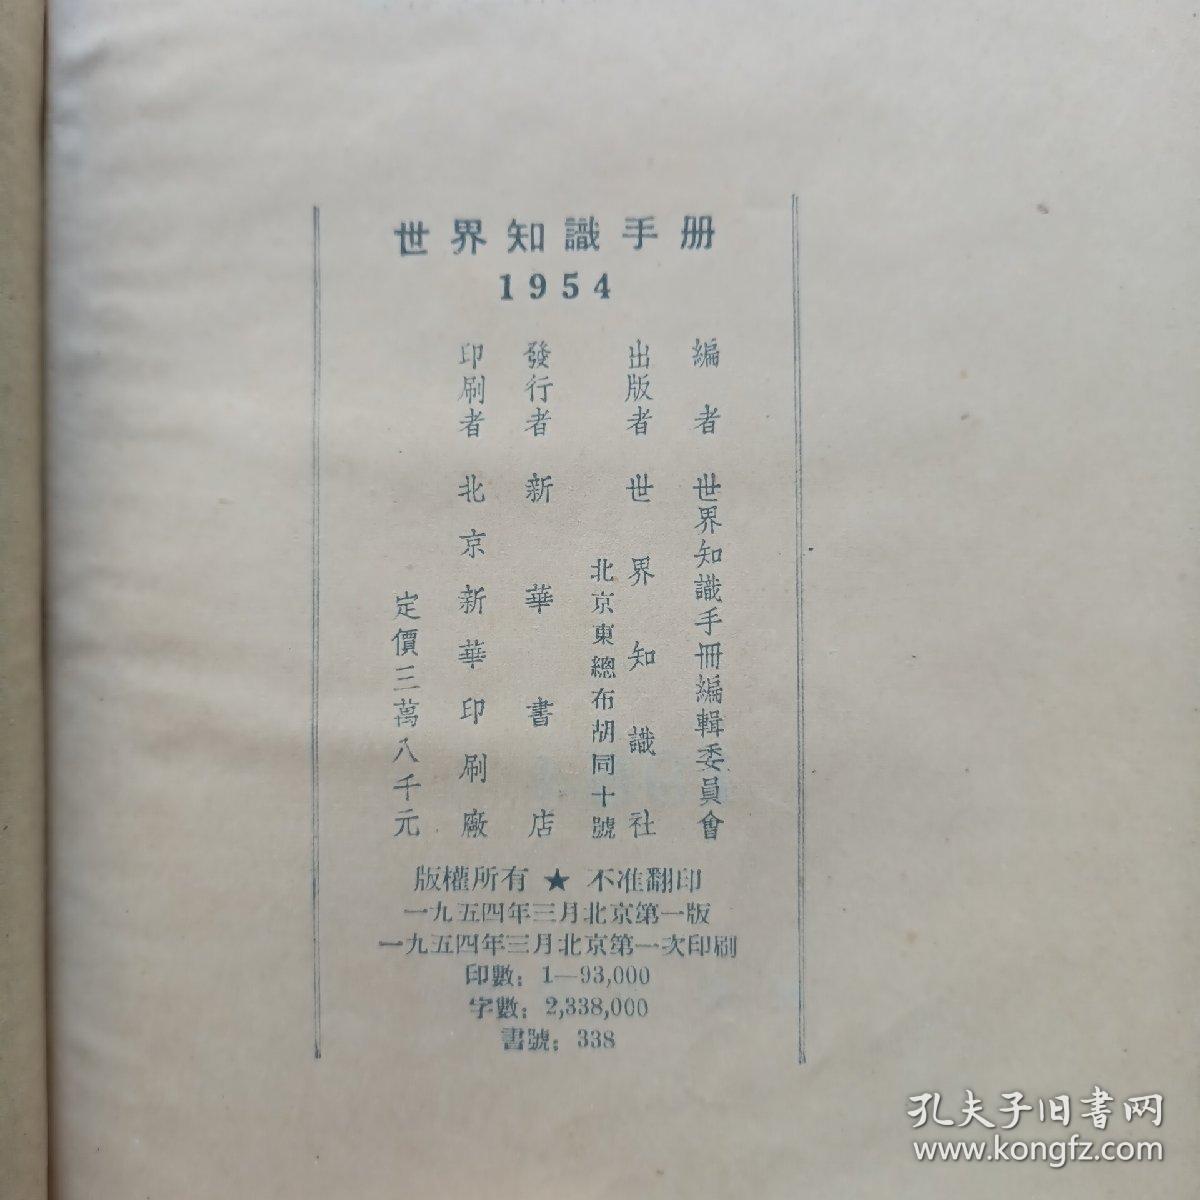 世界知識手册
1954
編者 世界知識手冊編輯委員會
出版者 世界知識社
北京東總布胡同十號
發行者 新華書店
印刷者 北京新華印刷廠
定價三萬八千元
版權所有 ★ 不准翻印
一九五四年三月北京第一版
一九五四年三月北京第一次印刷
印數：1—93,000
字數：2,338,000
書號：338
孔夫子旧书网
www.kongfz.com